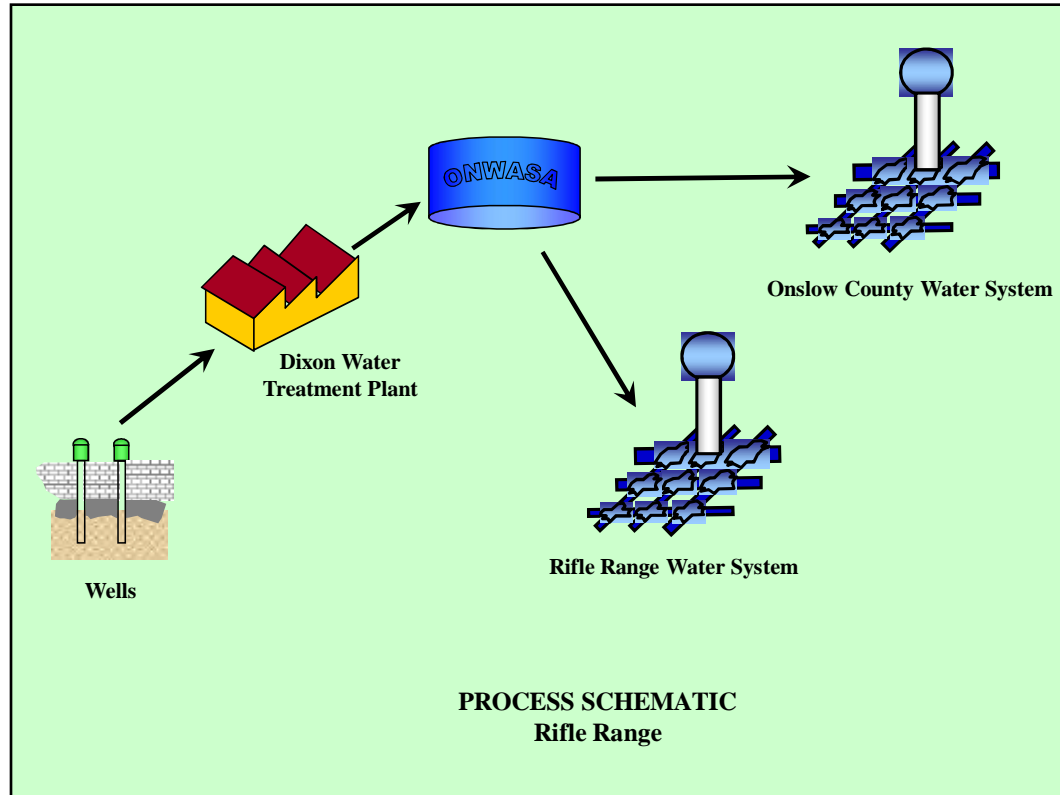 ONWASA
Onslow County Water System
Dixon Water
Treatment Plant
Rifle Range Water System
Wells
PROCESS SCHEMATIC
Rifle Range